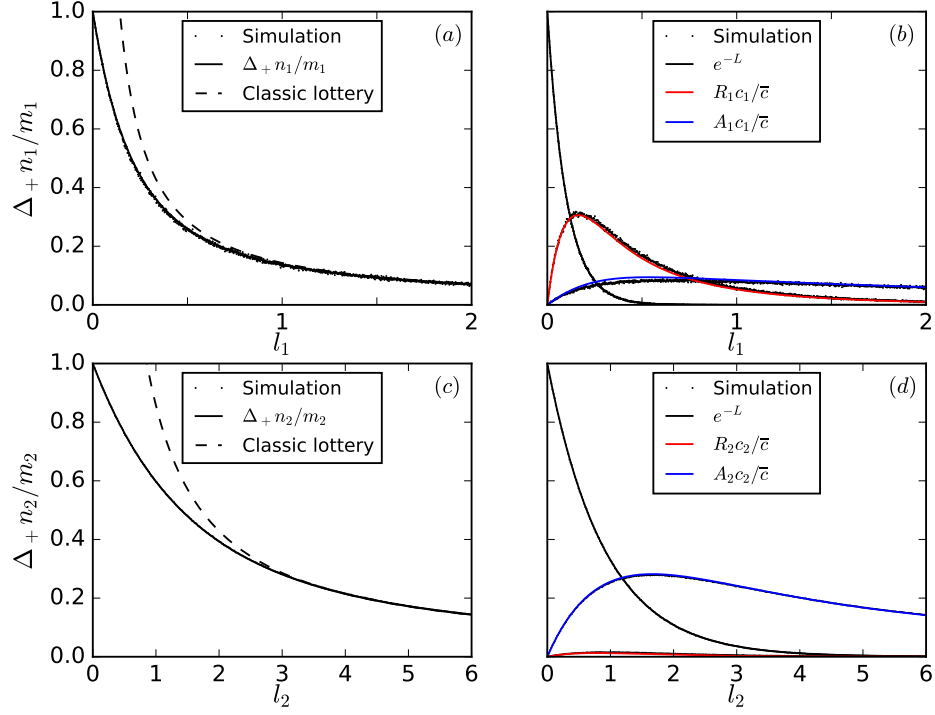 (a)
Simulation
Δ₊n₁/m₁
Classic lottery
Δ₊n₁/m₁
1.0
0.8
0.6
0.4
0.2
0.0
0 1 2
l₁
(b)
Simulation
e⁻ᴸ
R₁c₁/c̅
A₁c₁/c̅
0 1 2
l₁
(c)
Simulation
Δ₊n₂/m₂
Classic lottery
Δ₊n₂/m₂
1.0
0.8
0.6
0.4
0.2
0.0
0 1 2 3 4 5 6
l₂
(d)
Simulation
e⁻ᴸ
R₂c₂/c̅
A₂c₂/c̅
0 1 2 3 4 5 6
l₂